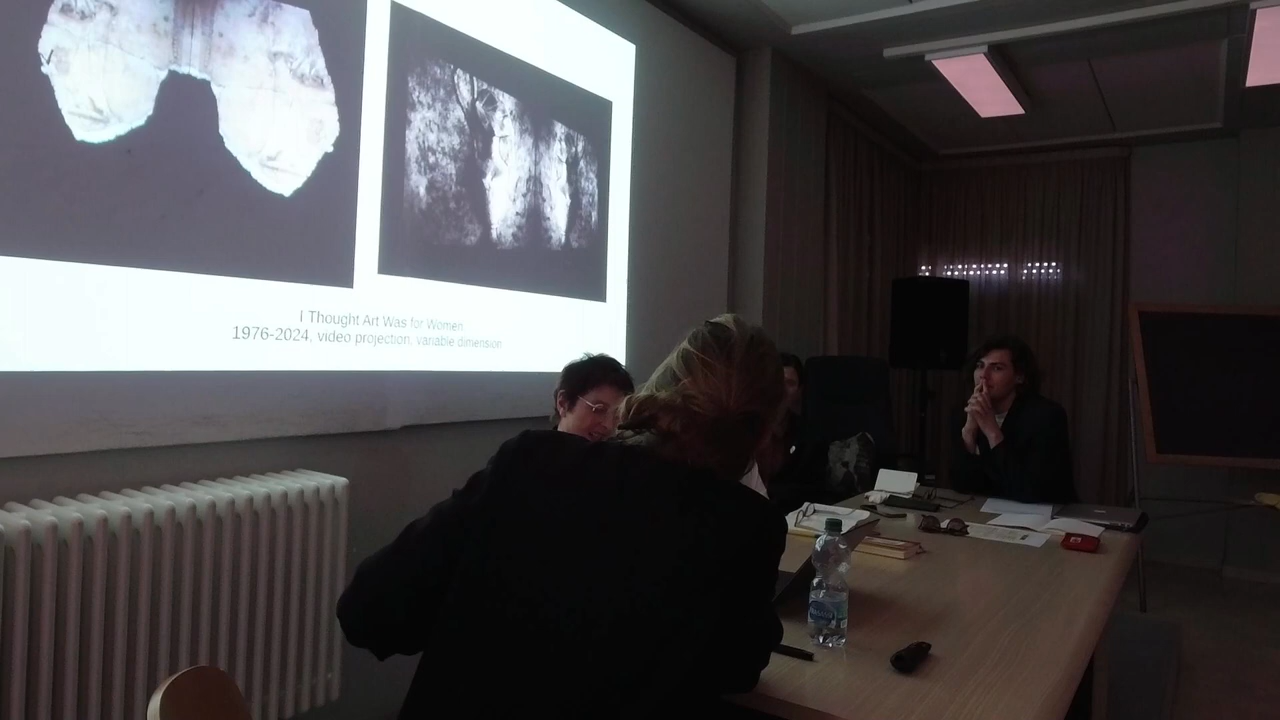 I Thought Art Was for Women,
1976-2024, video projection, variable dimension